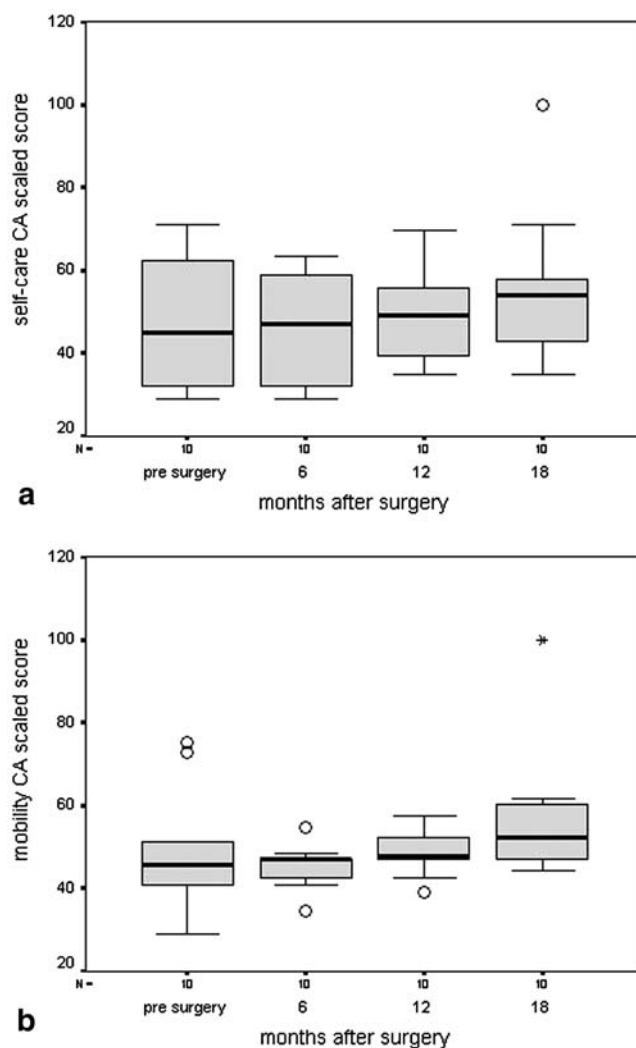 120
100
80
60
40
20
self-care CA scaled score
N = 10 10 10 10
pre surgery 6 12 18
months after surgery
a
120
100
80
60
40
20
mobility CA scaled score
N = 10 10 10 10
pre surgery 6 12 18
months after surgery
b